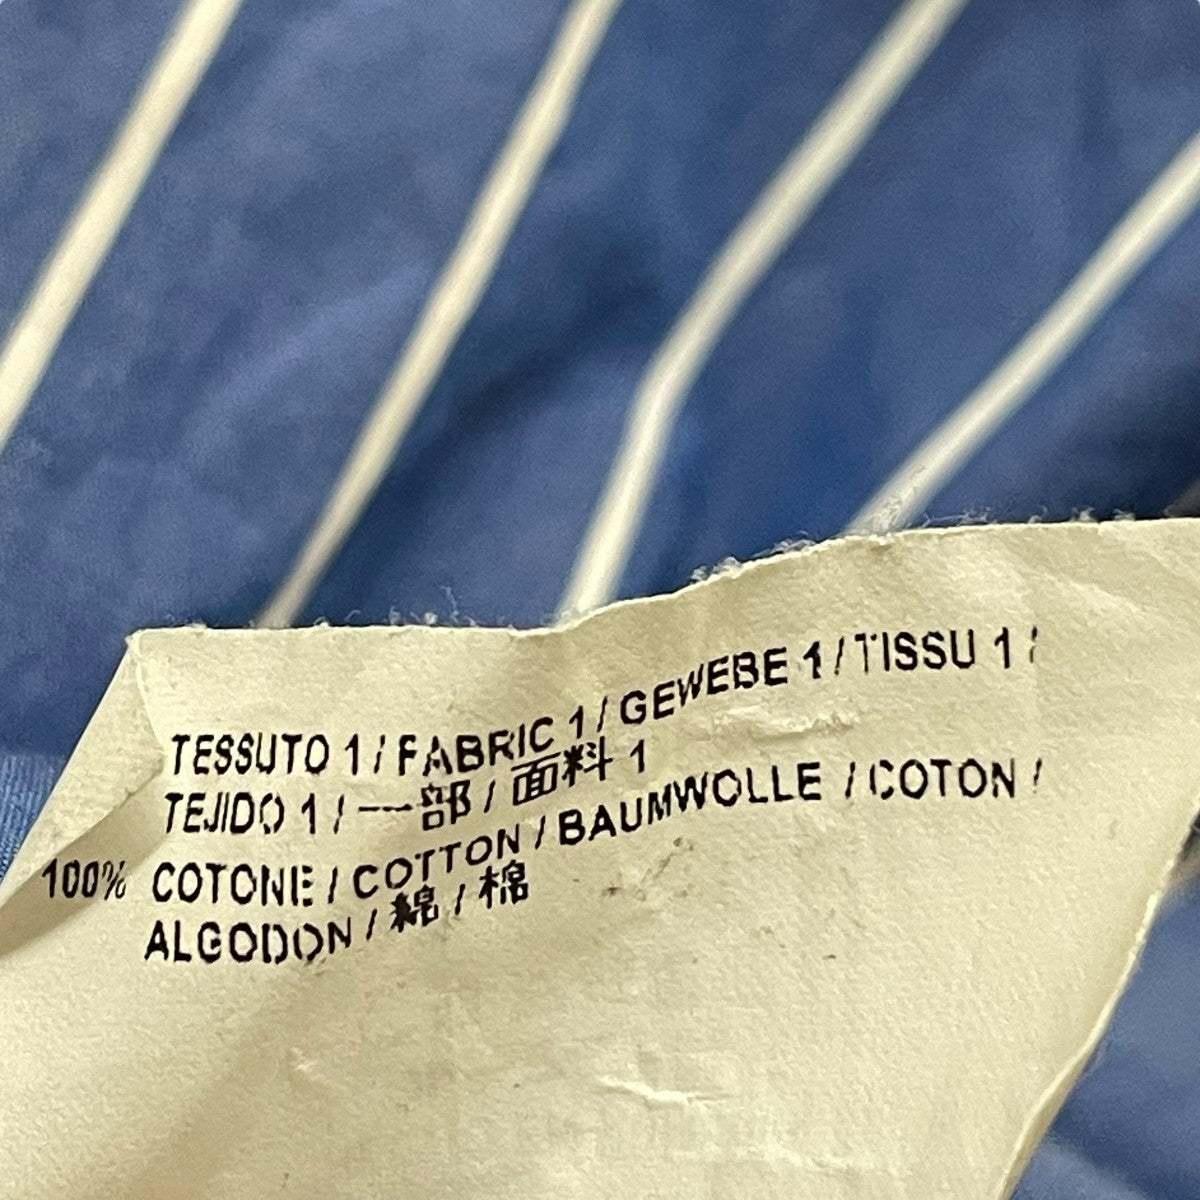 TESSUTO 1 / FABRIC 1 / GEWEBE 1 / TISSU 1 /
TEJIDO 1 / 一部 / 面料 1
100% COTONE / COTTON / BAUMWOLLE / COTON /
ALGODON / 綿 / 棉